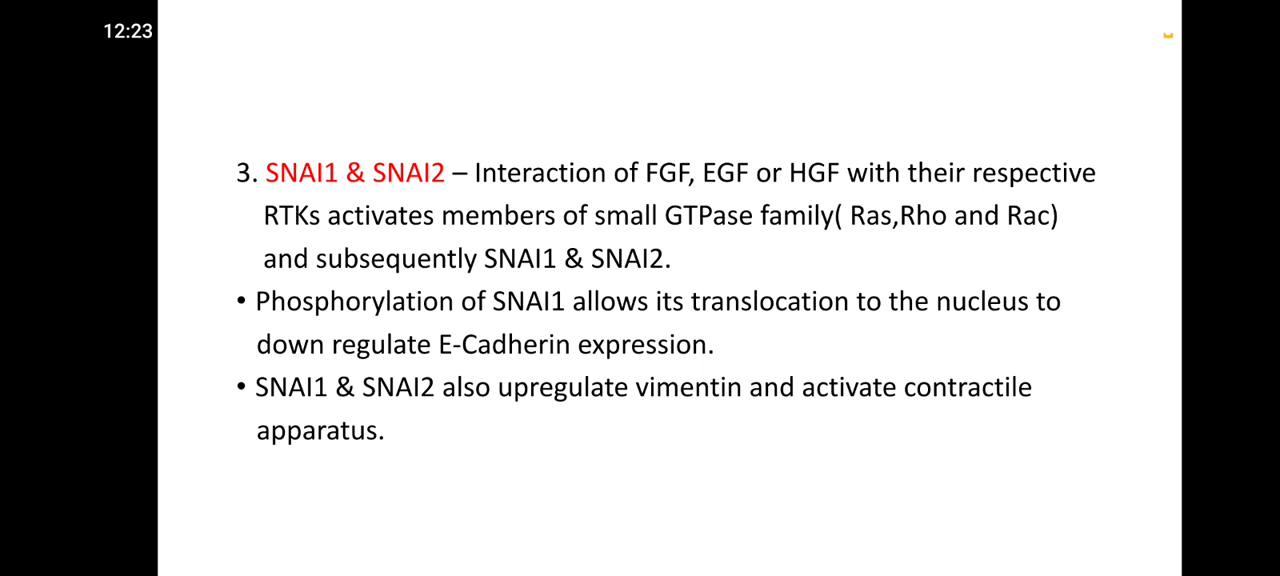 12:23
3. SNAI1 & SNAI2 – Interaction of FGF, EGF or HGF with their respective
RTKs activates members of small GTPase family( Ras,Rho and Rac)
and subsequently SNAI1 & SNAI2.
• Phosphorylation of SNAI1 allows its translocation to the nucleus to
down regulate E-Cadherin expression.
• SNAI1 & SNAI2 also upregulate vimentin and activate contractile
apparatus.